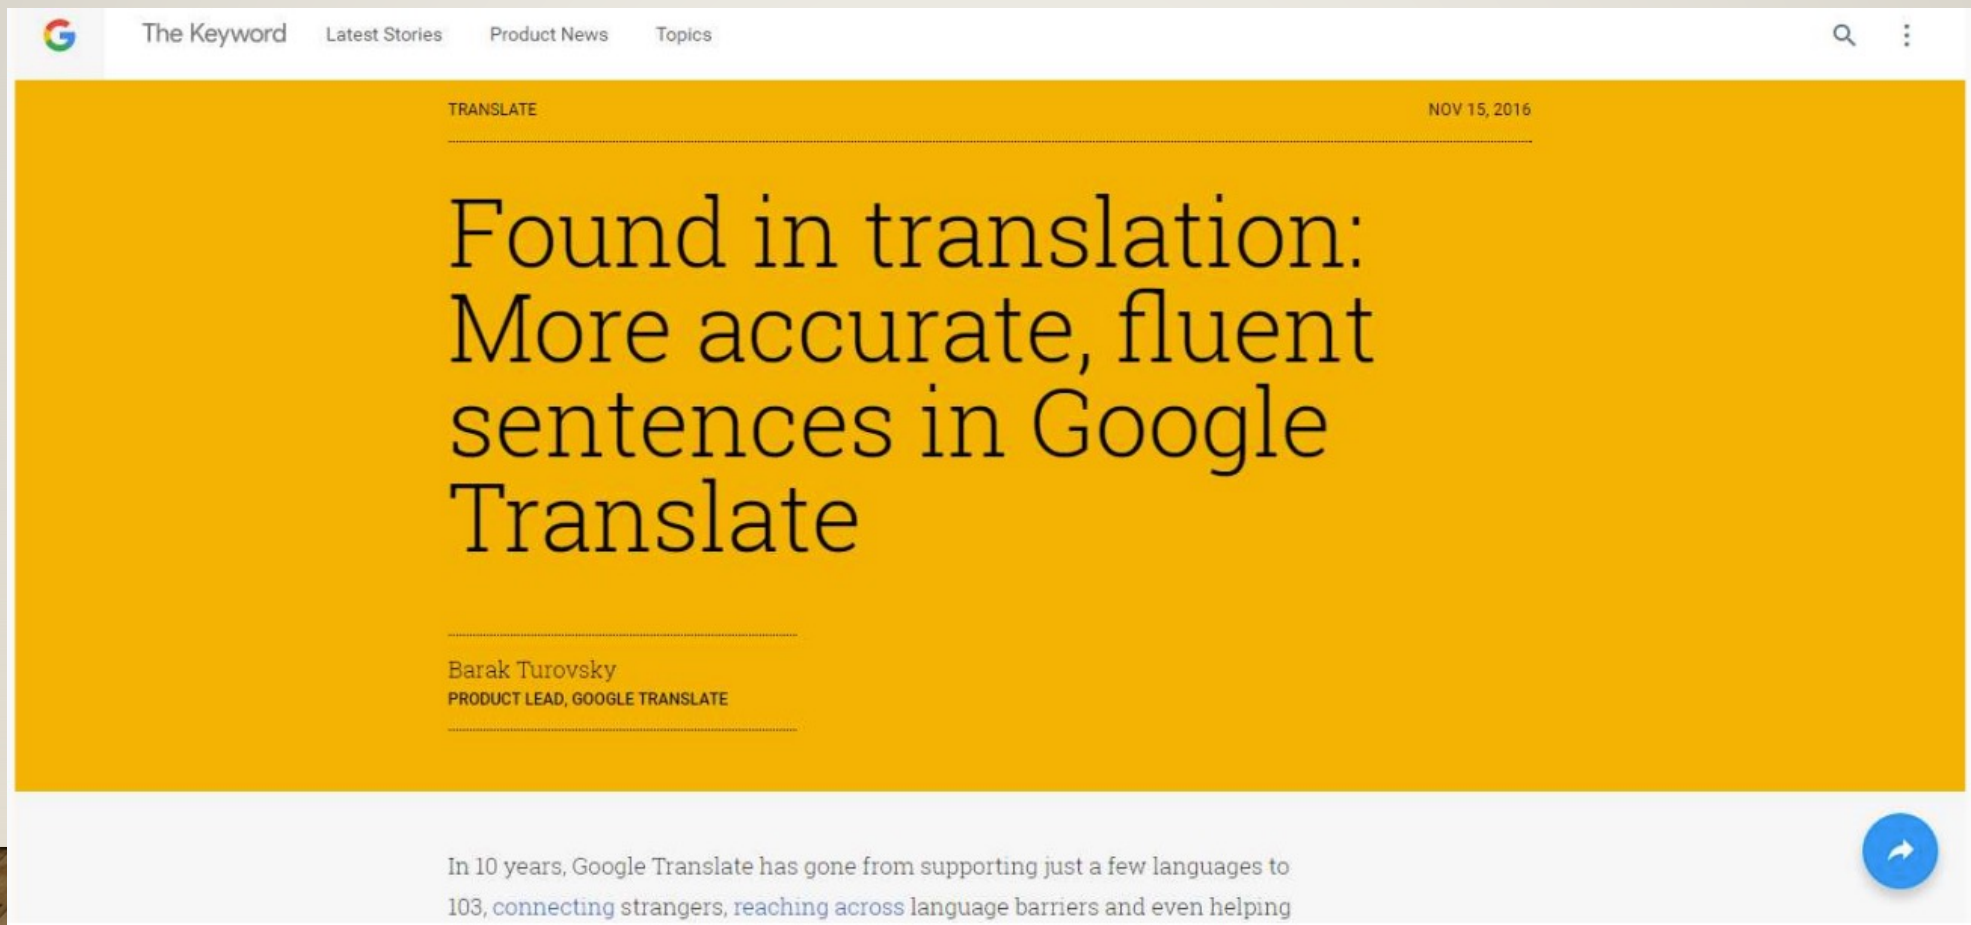 The Keyword Latest Stories Product News Topics
TRANSLATE NOV 15, 2016
Found in translation:
More accurate, fluent
sentences in Google
Translate
Barak Turovsky
PRODUCT LEAD, GOOGLE TRANSLATE
In 10 years, Google Translate has gone from supporting just a few languages to
103, connecting strangers, reaching across language barriers and even helping